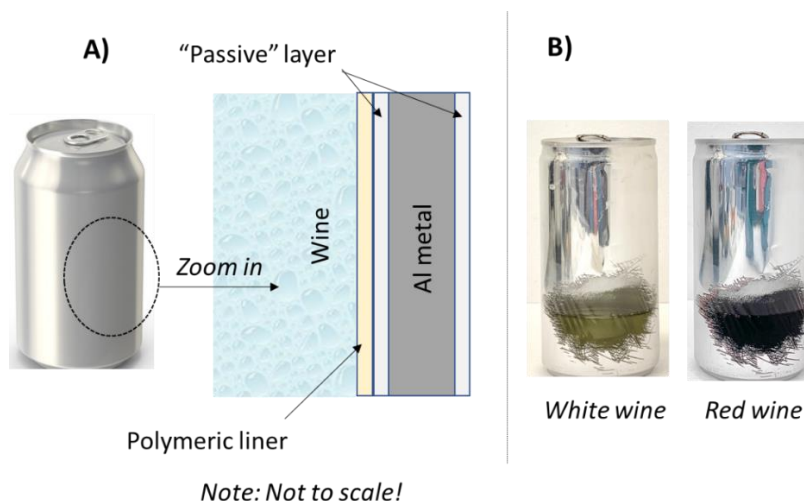 A)
“Passive” layer
Zoom in
Wine
Al metal
Polymeric liner
Note: Not to scale!
B)
White wine
Red wine